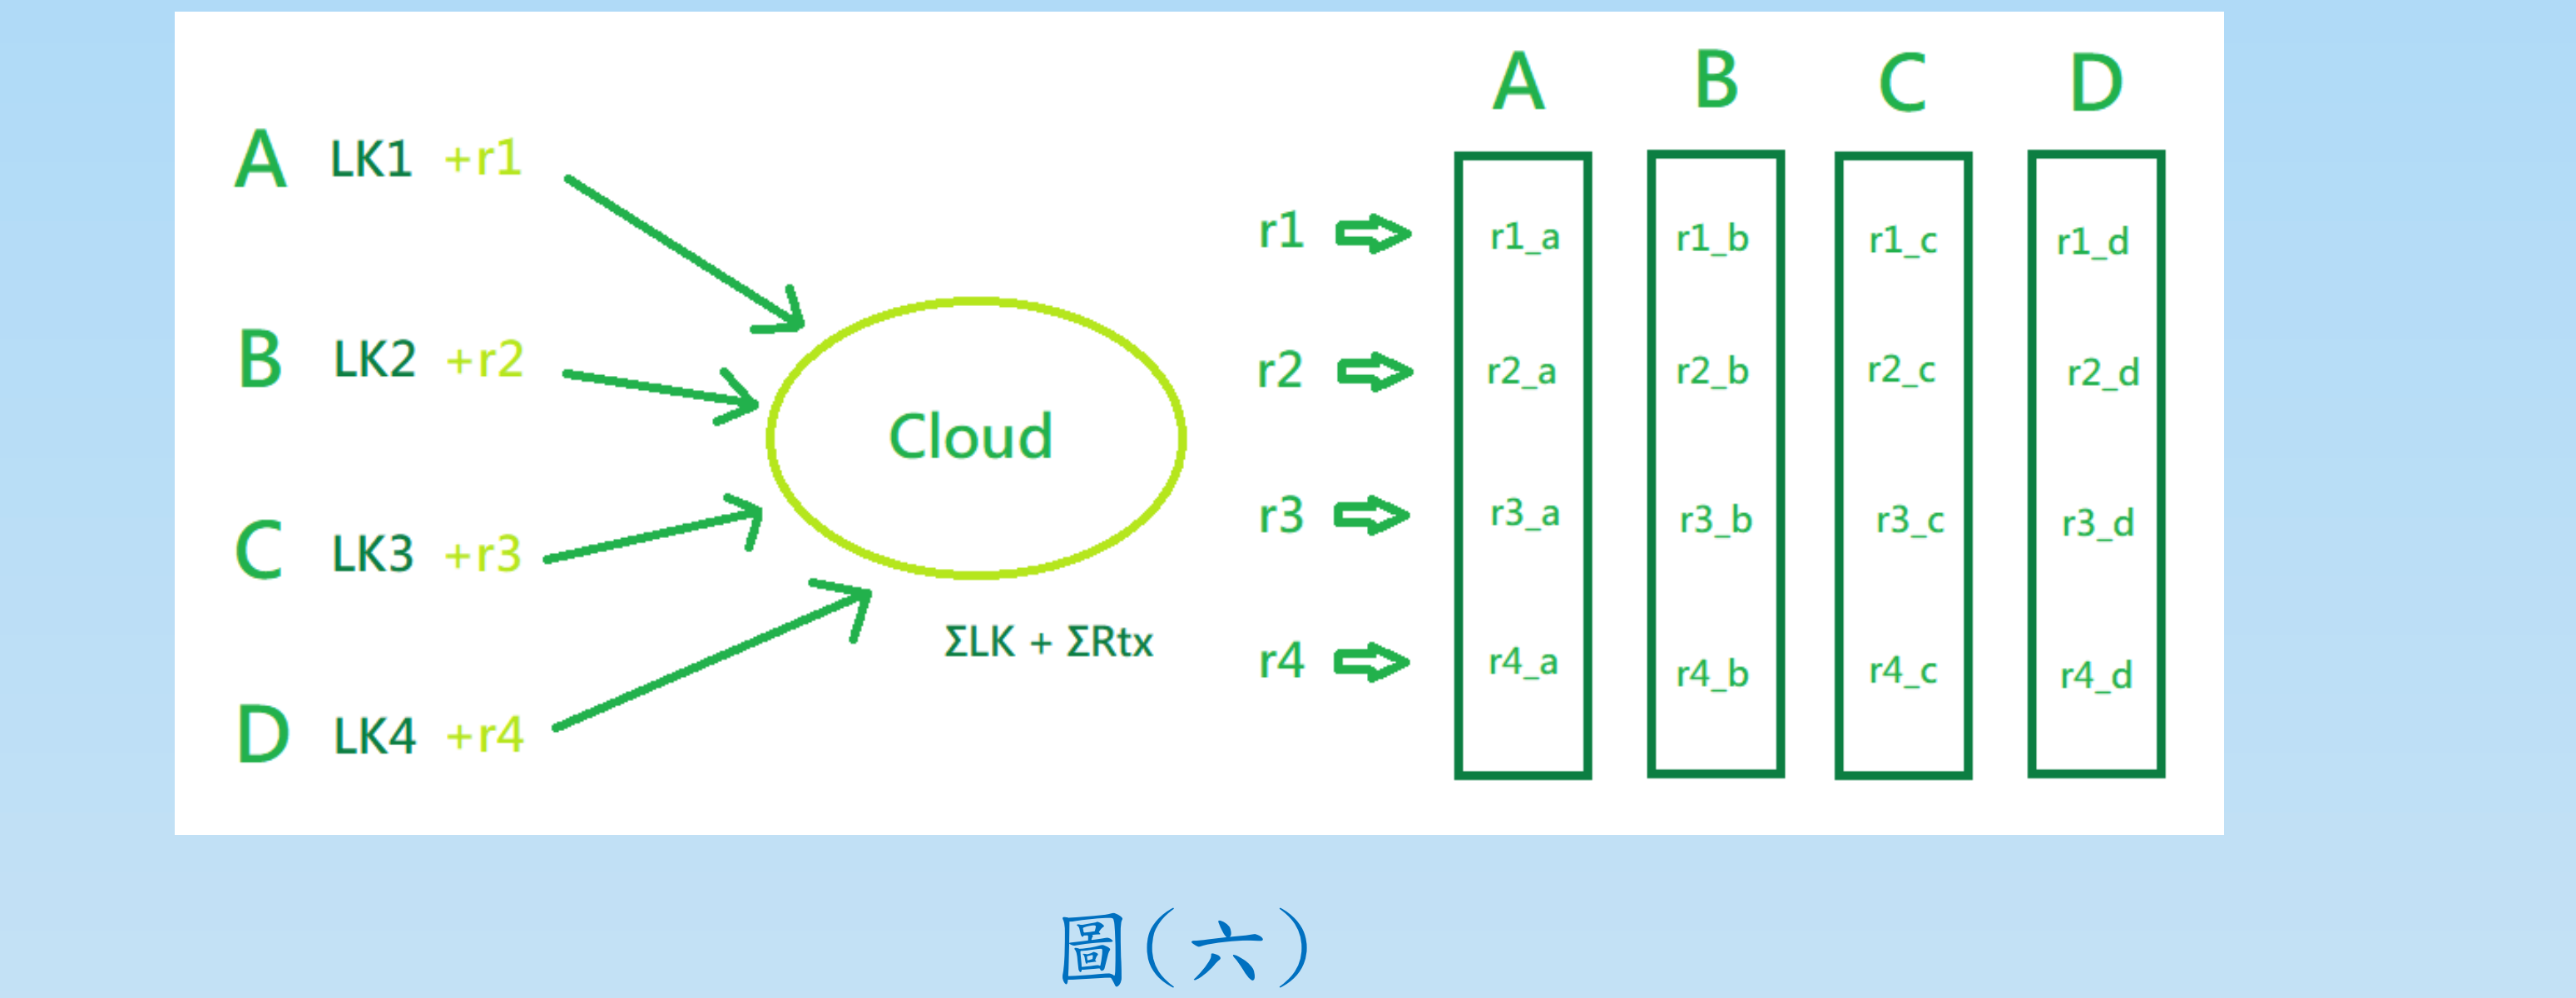 A LK1 +r1
B LK2 +r2
C LK3 +r3
D LK4 +r4
Cloud
ΣLK + ΣRtx
A B C D
r1 r1_a r1_b r1_c r1_d
r2 r2_a r2_b r2_c r2_d
r3 r3_a r3_b r3_c r3_d
r4 r4_a r4_b r4_c r4_d
圖(六)